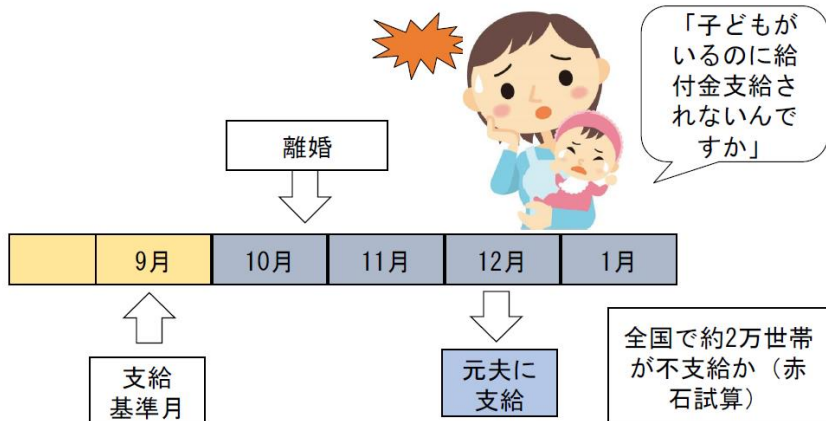 「子どもが
いるのに給
付金支給さ
れないんで
すか」
離婚
9月
10月
11月
12月
1月
支給
基準月
元夫に
支給
全国で約2万世帯
が不支給か（赤
石試算）